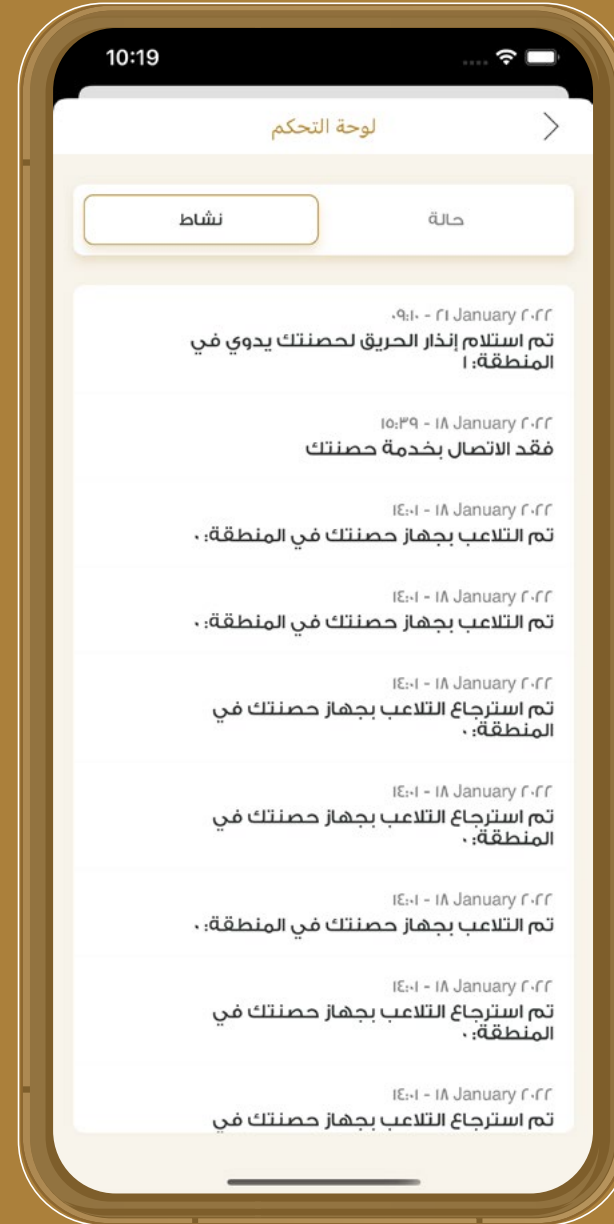 10:19
لوحة التحكم
حالة
نشاط
٢١ January ٢٠٢٢ - ٠٩:١٠
تم استلام إنذار الحريق لحصنتك يدوي في
المنطقة: ١
١٨ January ٢٠٢٢ - ١٥:٣٩
فقد الاتصال بخدمة حصنتك
١٨ January ٢٠٢٢ - ١٤:٠١
تم التلاعب بجهاز حصنتك في المنطقة: ٠
١٨ January ٢٠٢٢ - ١٤:٠١
تم التلاعب بجهاز حصنتك في المنطقة: ٠
١٨ January ٢٠٢٢ - ١٤:٠١
تم استرجاع التلاعب بجهاز حصنتك في
المنطقة: ٠
١٨ January ٢٠٢٢ - ١٤:٠١
تم استرجاع التلاعب بجهاز حصنتك في
المنطقة: ٠
١٨ January ٢٠٢٢ - ١٤:٠١
تم التلاعب بجهاز حصنتك في المنطقة: ٠
١٨ January ٢٠٢٢ - ١٤:٠١
تم استرجاع التلاعب بجهاز حصنتك في
المنطقة: ٠
١٨ January ٢٠٢٢ - ١٤:٠١
تم استرجاع التلاعب بجهاز حصنتك في